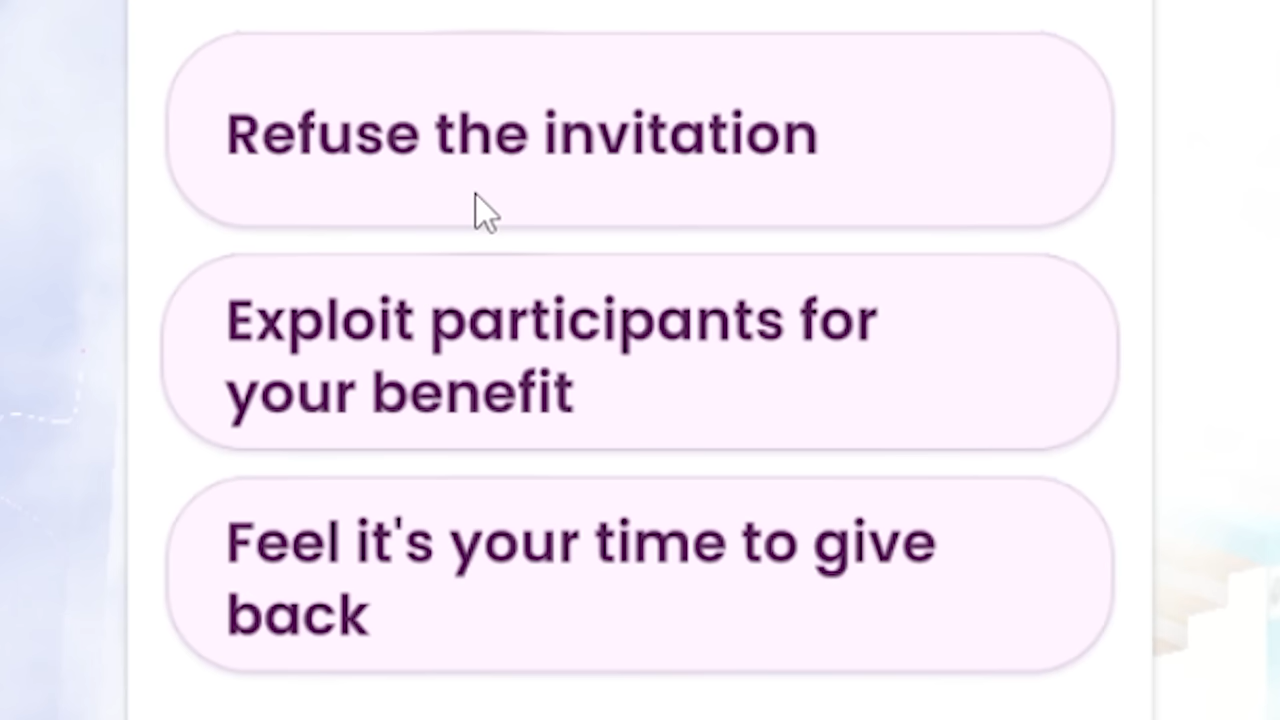 Refuse the invitation
Exploit participants for
your benefit
Feel it's your time to give
back